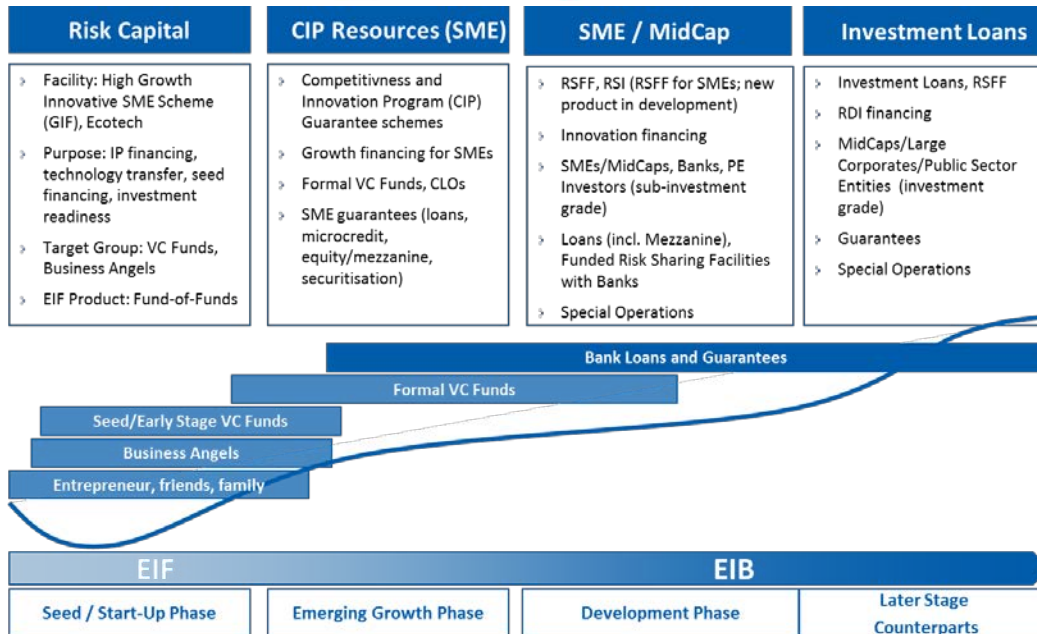 Risk Capital
Facility: High Growth
Innovative SME Scheme
(GIF), Ecotech
Purpose: IP financing,
technology transfer, seed
financing, investment
readiness
Target Group: VC Funds,
Business Angels
EIF Product: Fund-of-Funds
CIP Resources (SME)
Competitivness and
Innovation Program (CIP)
Guarantee schemes
Growth financing for SMEs
Formal VC Funds, CLOs
SME guarantees (loans,
microcredit,
equity/mezzanine,
securitisation)
SME / MidCap
RSFF, RSI (RSFF for SMEs; new
product in development)
Innovation financing
SMEs/MidCaps, Banks, PE
Investors (sub-investment
grade)
Loans (incl. Mezzanine),
Funded Risk Sharing Facilities
with Banks
Special Operations
Investment Loans
Investment Loans, RSFF
RDI financing
MidCaps/Large
Corporates/Public Sector
Entities (investment
grade)
Guarantees
Special Operations
Bank Loans and Guarantees
Formal VC Funds
Seed/Early Stage VC Funds
Business Angels
Entrepreneur, friends, family
EIF
EIB
Seed / Start-Up Phase
Emerging Growth Phase
Development Phase
Later Stage
Counterparts